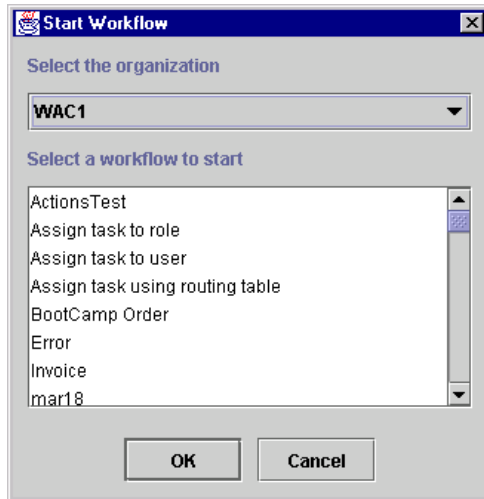 Start Workflow
Select the organization
WAC1
Select a workflow to start
ActionsTest
Assign task to role
Assign task to user
Assign task using routing table
BootCamp Order
Error
Invoice
mar18
OK Cancel